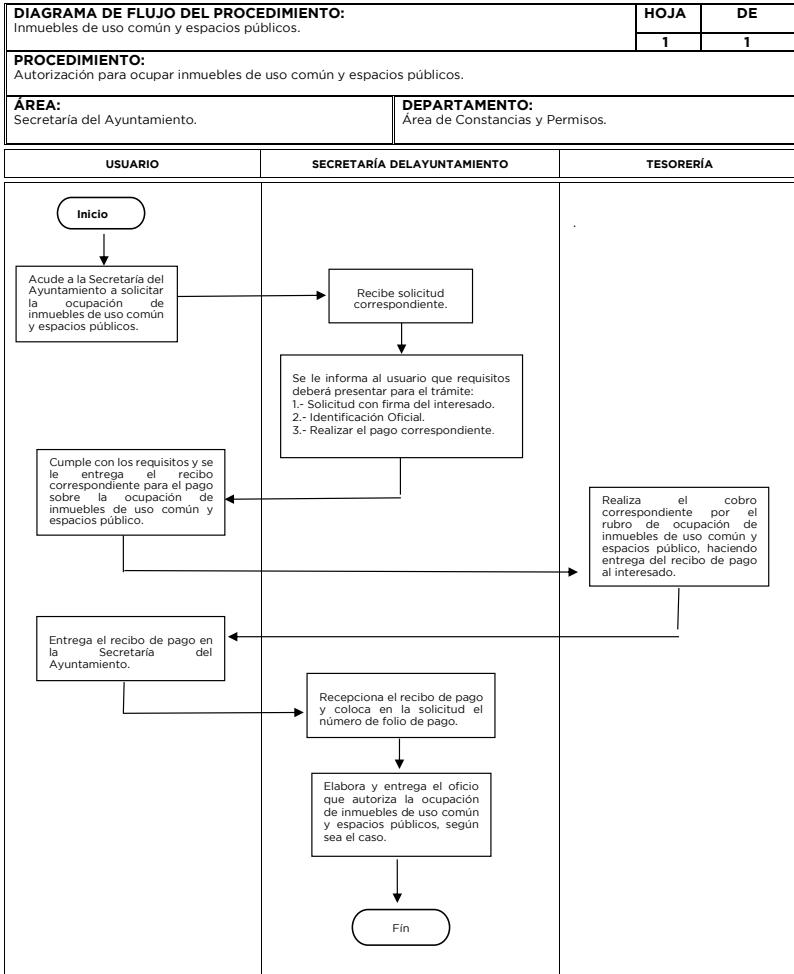 DIAGRAMA DE FLUJO DEL PROCEDIMIENTO:
Inmuebles de uso común y espacios públicos.
HOJA DE
1 1
PROCEDIMIENTO:
Autorización para ocupar inmuebles de uso común y espacios públicos.
ÁREA:
Secretaría del Ayuntamiento.
DEPARTAMENTO:
Área de Constancias y Permisos.
USUARIO SECRETARÍA DELAYUNTAMIENTO TESORERÍA
Inicio
.
Acude a la Secretaría del
Ayuntamiento a solicitar
la ocupación de
inmuebles de uso común
y espacios públicos.
Recibe solicitud
correspondiente.
Se le informa al usuario que requisitos
deberá presentar para el trámite:
1.- Solicitud con firma del interesado.
2.- Identificación Oficial.
3.- Realizar el pago correspondiente.
Cumple con los requisitos y se
le entrega el recibo
correspondiente para el pago
sobre la ocupación de
inmuebles de uso común y
espacios público.
Realiza el cobro
correspondiente por el
rubro de ocupación de
inmuebles de uso común y
espacios público, haciendo
entrega del recibo de pago
al interesado.
Entrega el recibo de pago en
la Secretaría del
Ayuntamiento.
Recepciona el recibo de pago
y coloca en la solicitud el
número de folio de pago.
Elabora y entrega el oficio
que autoriza la ocupación
de inmuebles de uso común
y espacios públicos, según
sea el caso.
Fín